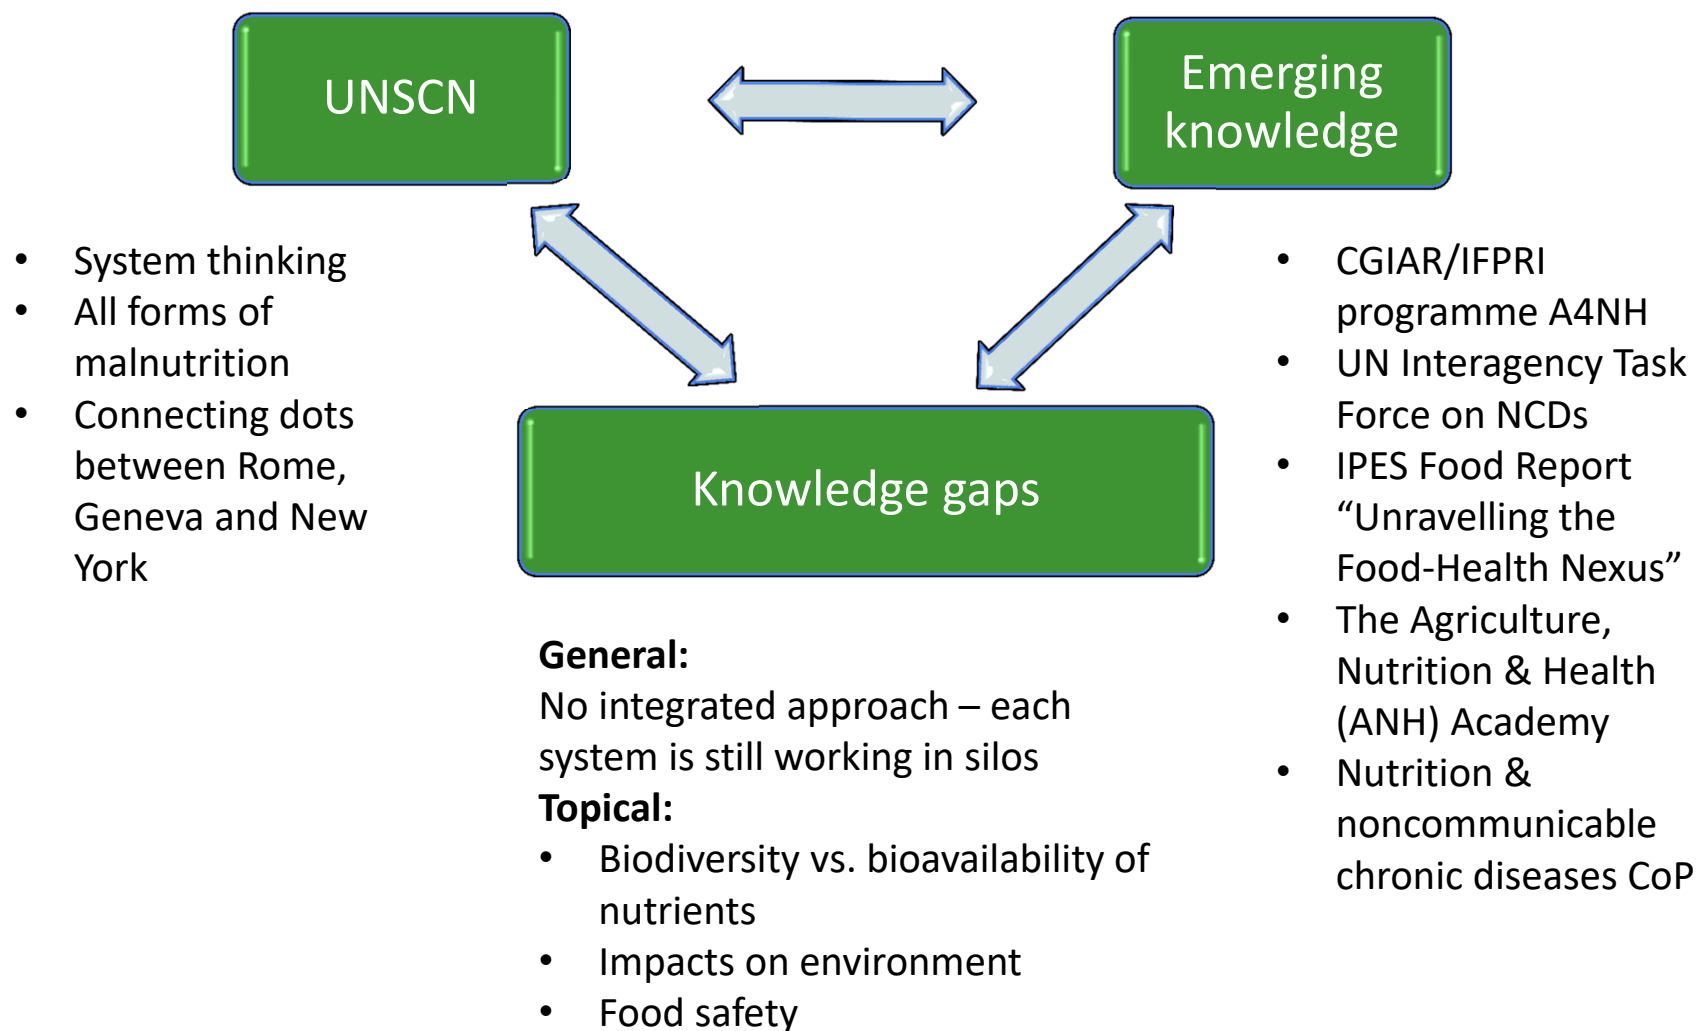 UNSCN
Emerging
knowledge
• System thinking
• All forms of
malnutrition
• Connecting dots
between Rome,
Geneva and New
York
• CGIAR/IFPRI
programme A4NH
• UN Interagency Task
Force on NCDs
• IPES Food Report
“Unravelling the
Food-Health Nexus”
• The Agriculture,
Nutrition & Health
(ANH) Academy
• Nutrition &
noncommunicable
chronic diseases CoP
Knowledge gaps
General:
No integrated approach – each
system is still working in silos
Topical:
• Biodiversity vs. bioavailability of
nutrients
• Impacts on environment
• Food safety